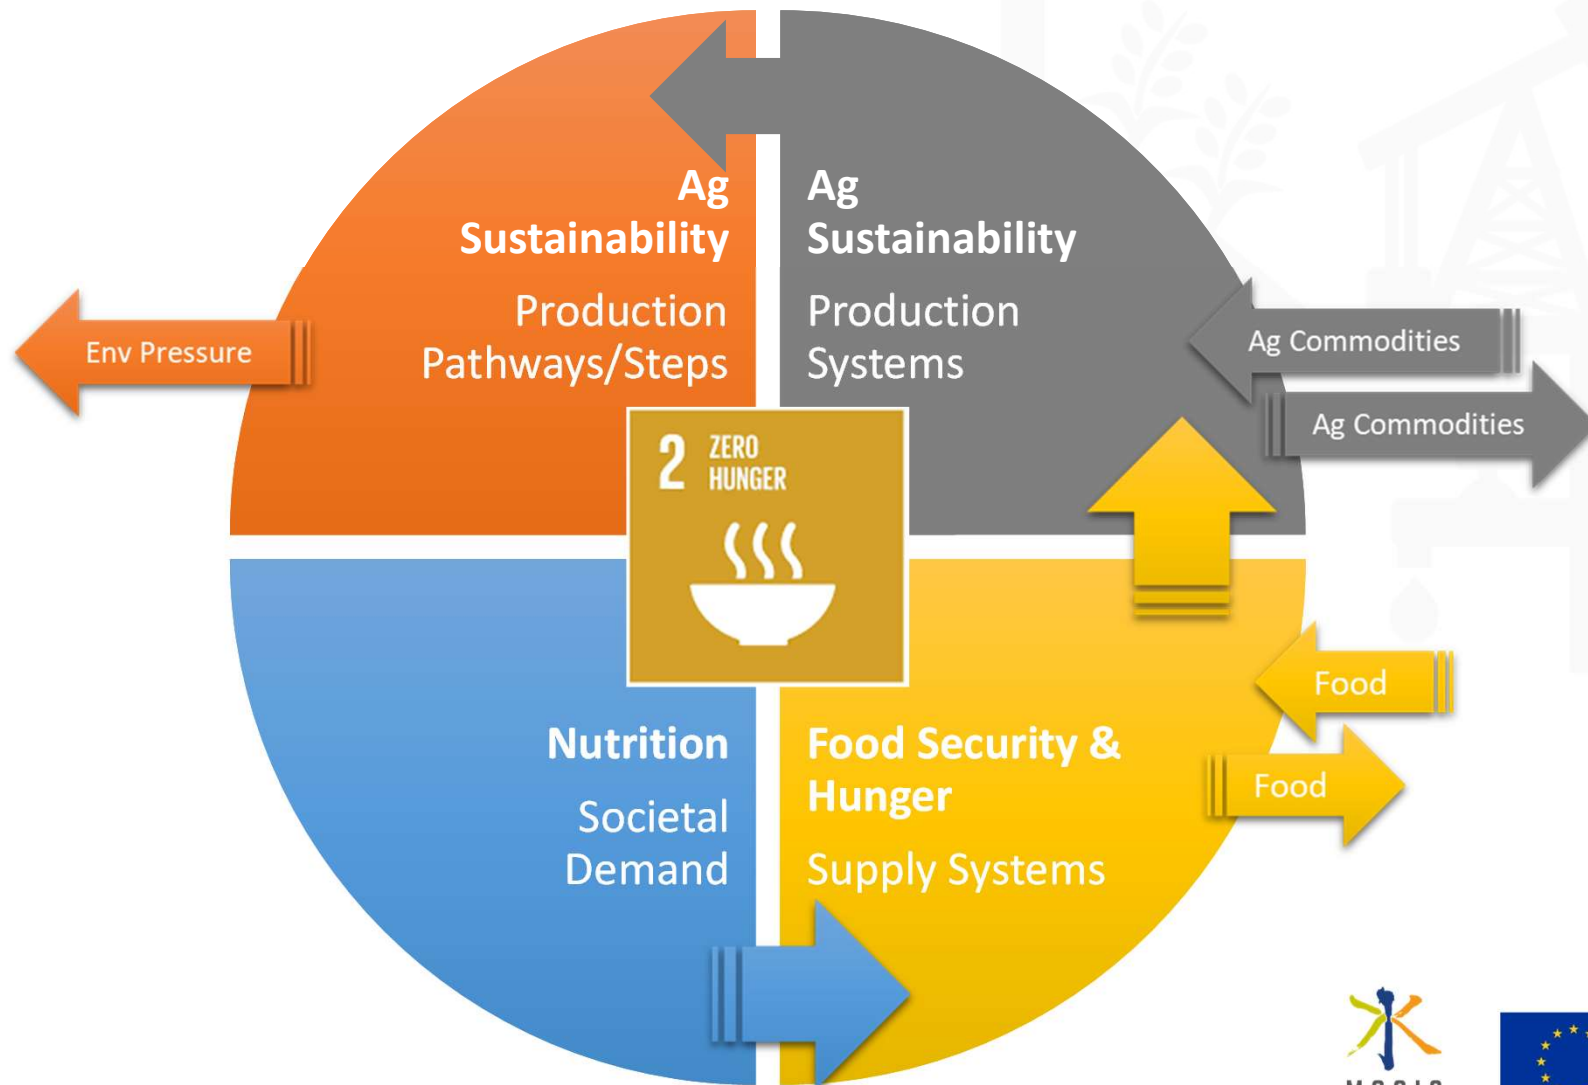 Ag
Sustainability
Production
Pathways/Steps
Ag
Sustainability
Production
Systems
Env Pressure
Ag Commodities
Ag Commodities
2 ZERO
HUNGER
Nutrition
Societal
Demand
Food Security &
Hunger
Supply Systems
Food
Food